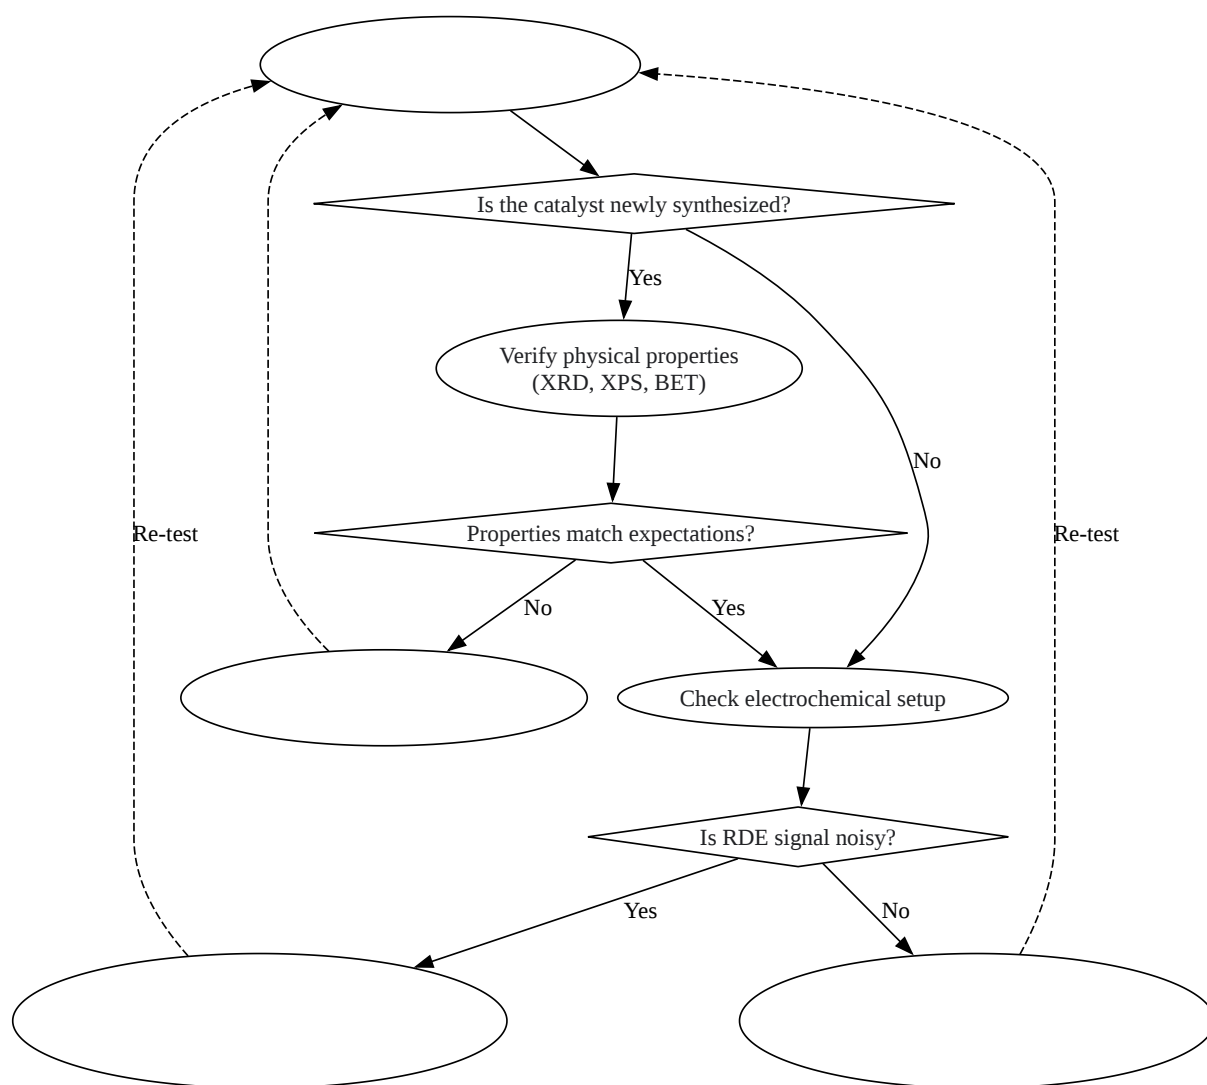 Is the catalyst newly synthesized?
Yes
Verify physical properties
(XRD, XPS, BET)
No
Re-test
Properties match expectations?
Re-test
No
Yes
Check electrochemical setup
Is RDE signal noisy?
Yes
No